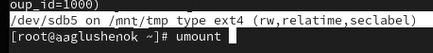 oup_id=1000)
/dev/sdb5 on /mnt/tmp type ext4 (rw,relatime,seclabel)
[root@aaglushenok ~]# umount